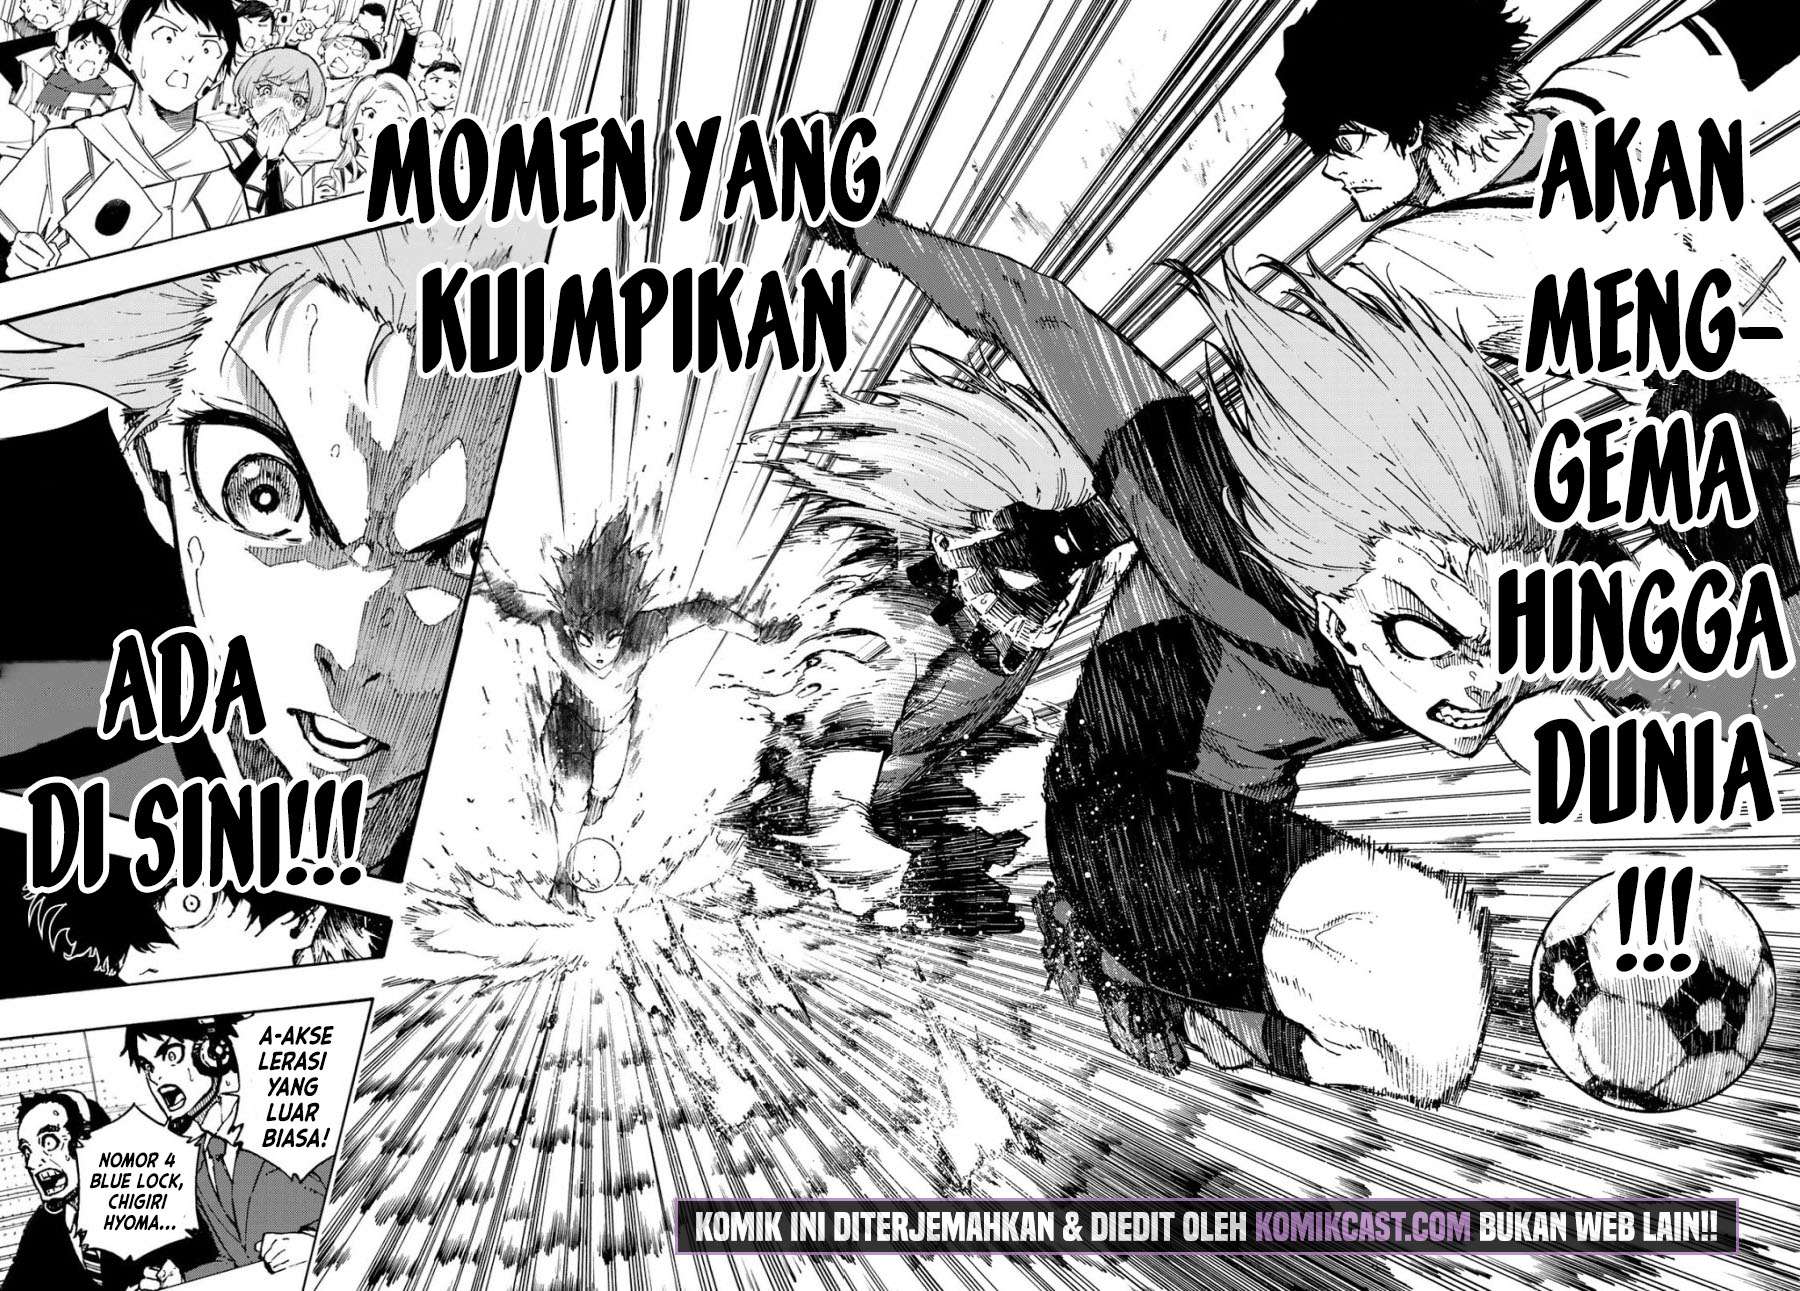 AKAN
MENG-
GEMA
HINGGA
DUNIA
!!!
MOMEN YANG
KUIMPIKAN
ADA
DI SINI!!!
A-AKSE
LERASI
YANG
LUAR
BIASA!
NOMOR 4
BLUE LOCK,
CHIGIRI
HYOMA...
KOMIK INI DITERJEMAHKAN & DIEDIT OLEH KOMIKCAST.COM BUKAN WEB LAIN!!